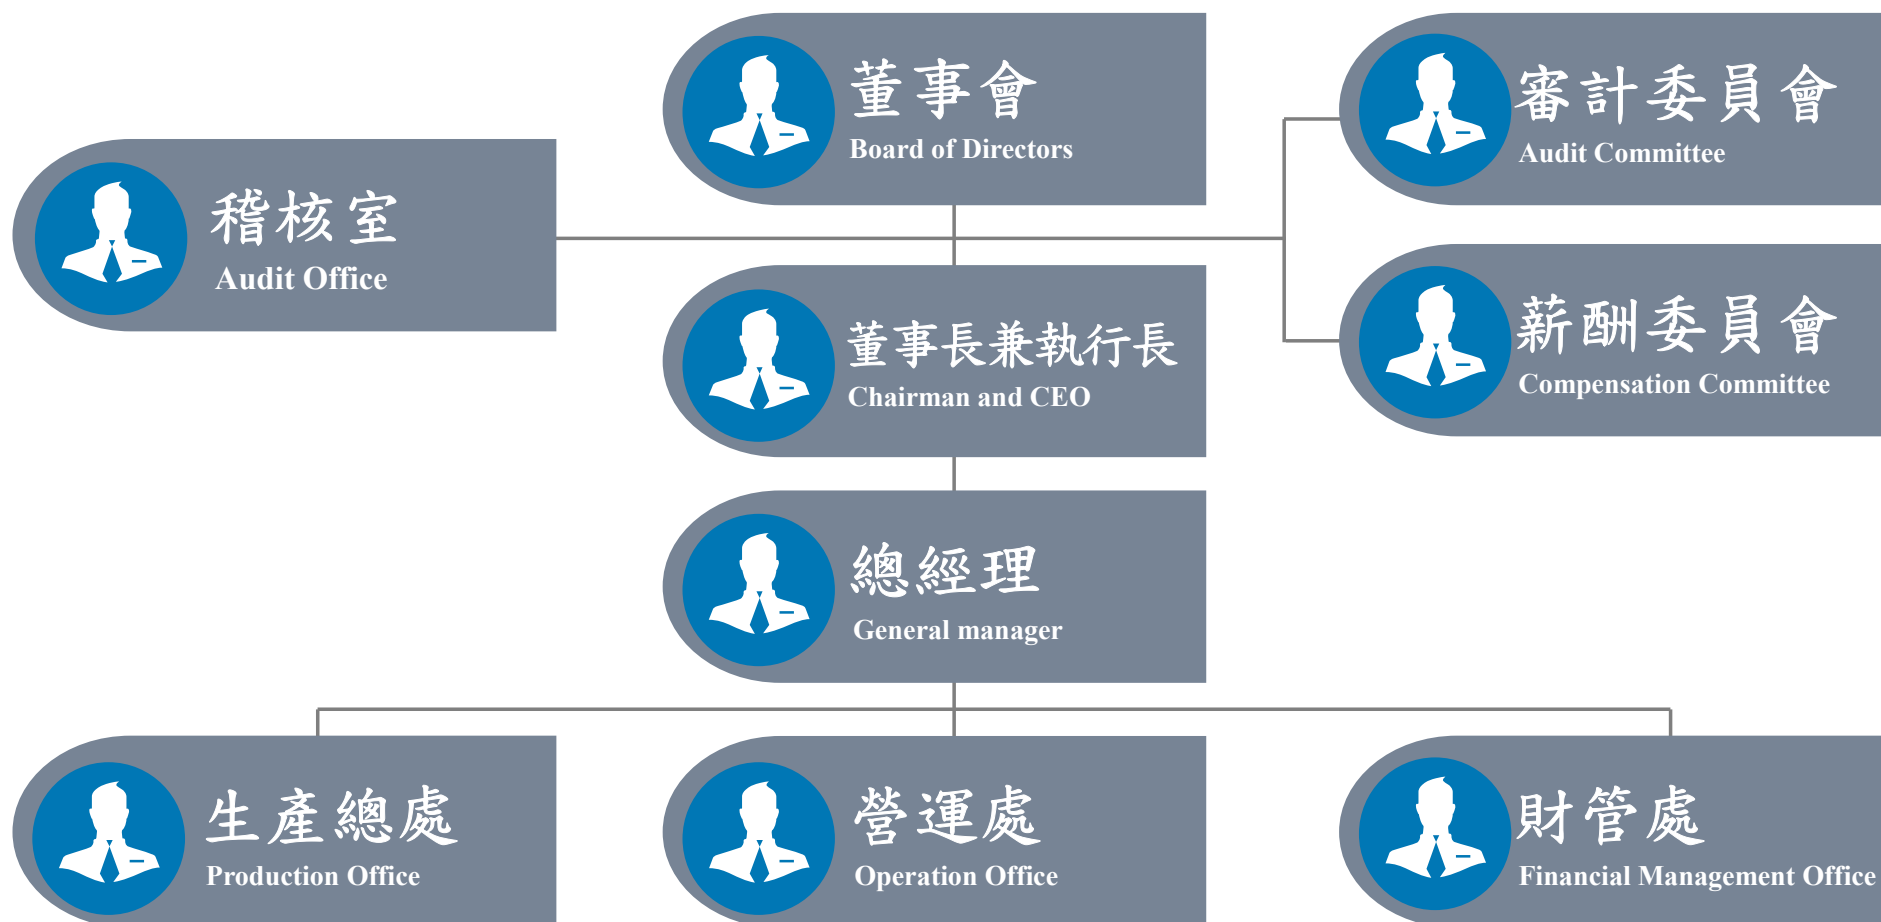 董事會
Board of Directors
審計委員會
Audit Committee
稽核室
Audit Office
董事長兼執行長
Chairman and CEO
薪酬委員會
Compensation Committee
總經理
General manager
生產總處
Production Office
營運處
Operation Office
財管處
Financial Management Office